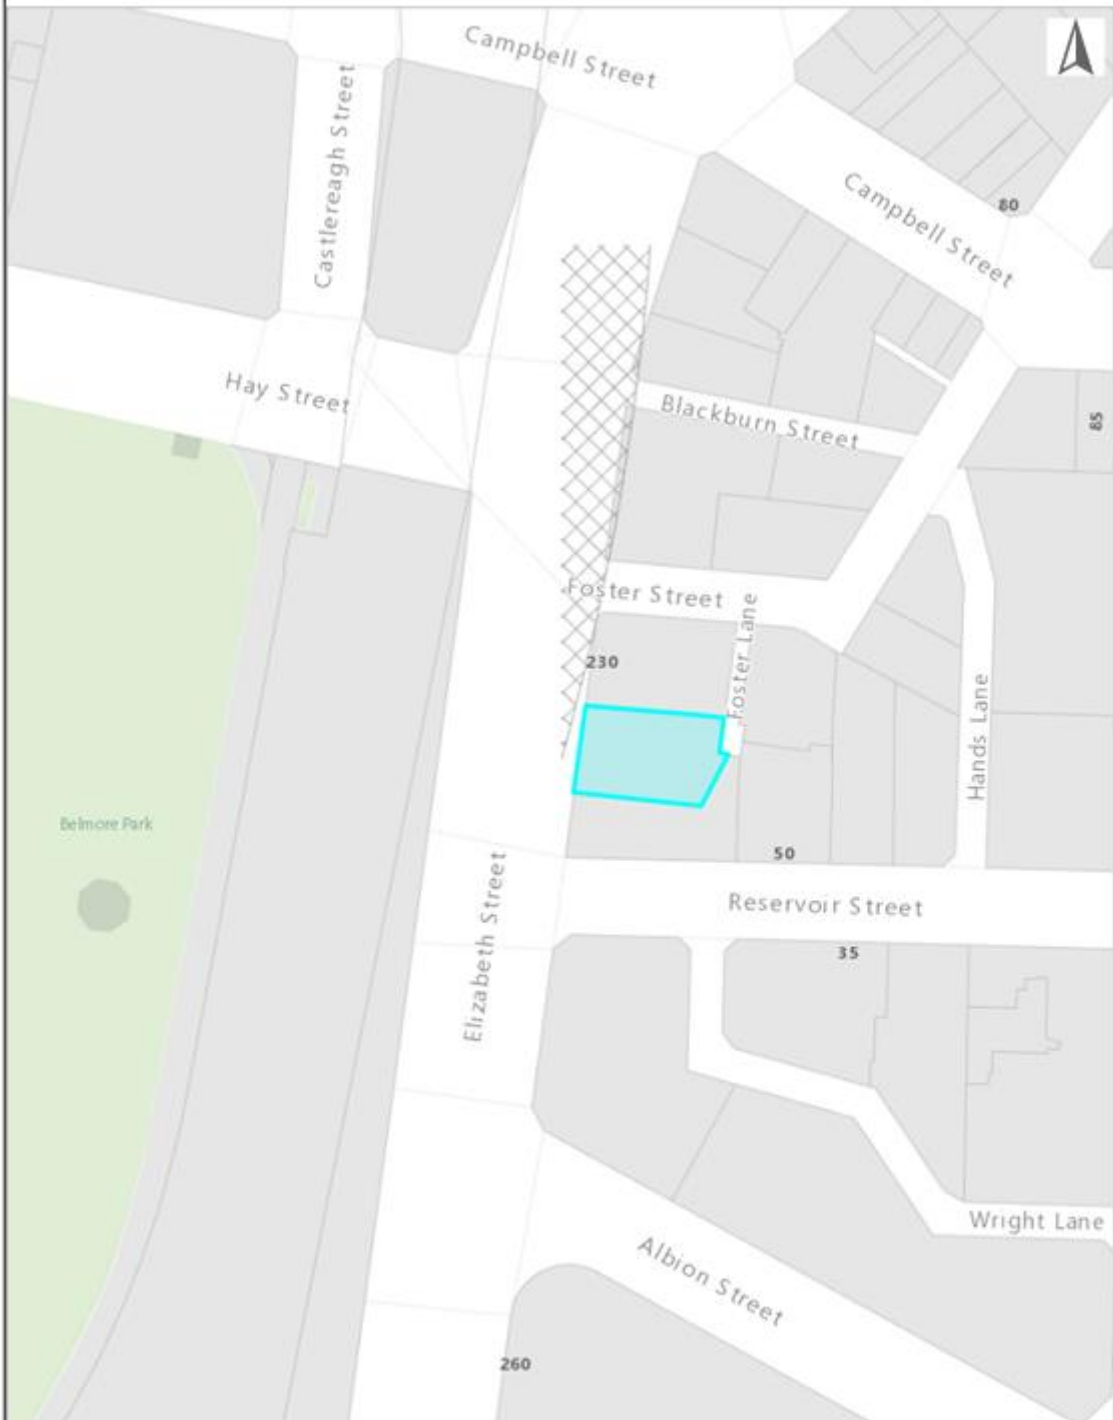 Campbell Street
Castlereagh Street
Campbell Street
80
Hay Street
Blackburn Street
85
Foster Street
Foster Lane
230
Hands Lane
Belmore Park
50
Reservoir Street
Elizabeth Street
35
Wright Lane
Albion Street
260